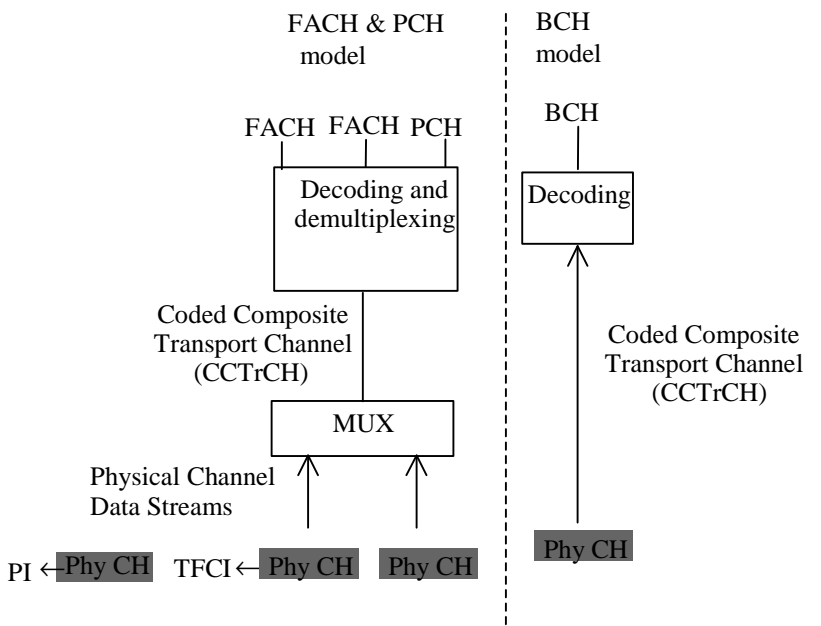 FACH & PCH
model
BCH
model
FACH FACH PCH
BCH
Decoding and
demultiplexing
Decoding
Coded Composite
Transport Channel
(CCTrCH)
Coded Composite
Transport Channel
(CCTrCH)
MUX
Physical Channel
Data Streams
PI ← Phy CH TFCI ← Phy CH Phy CH
Phy CH